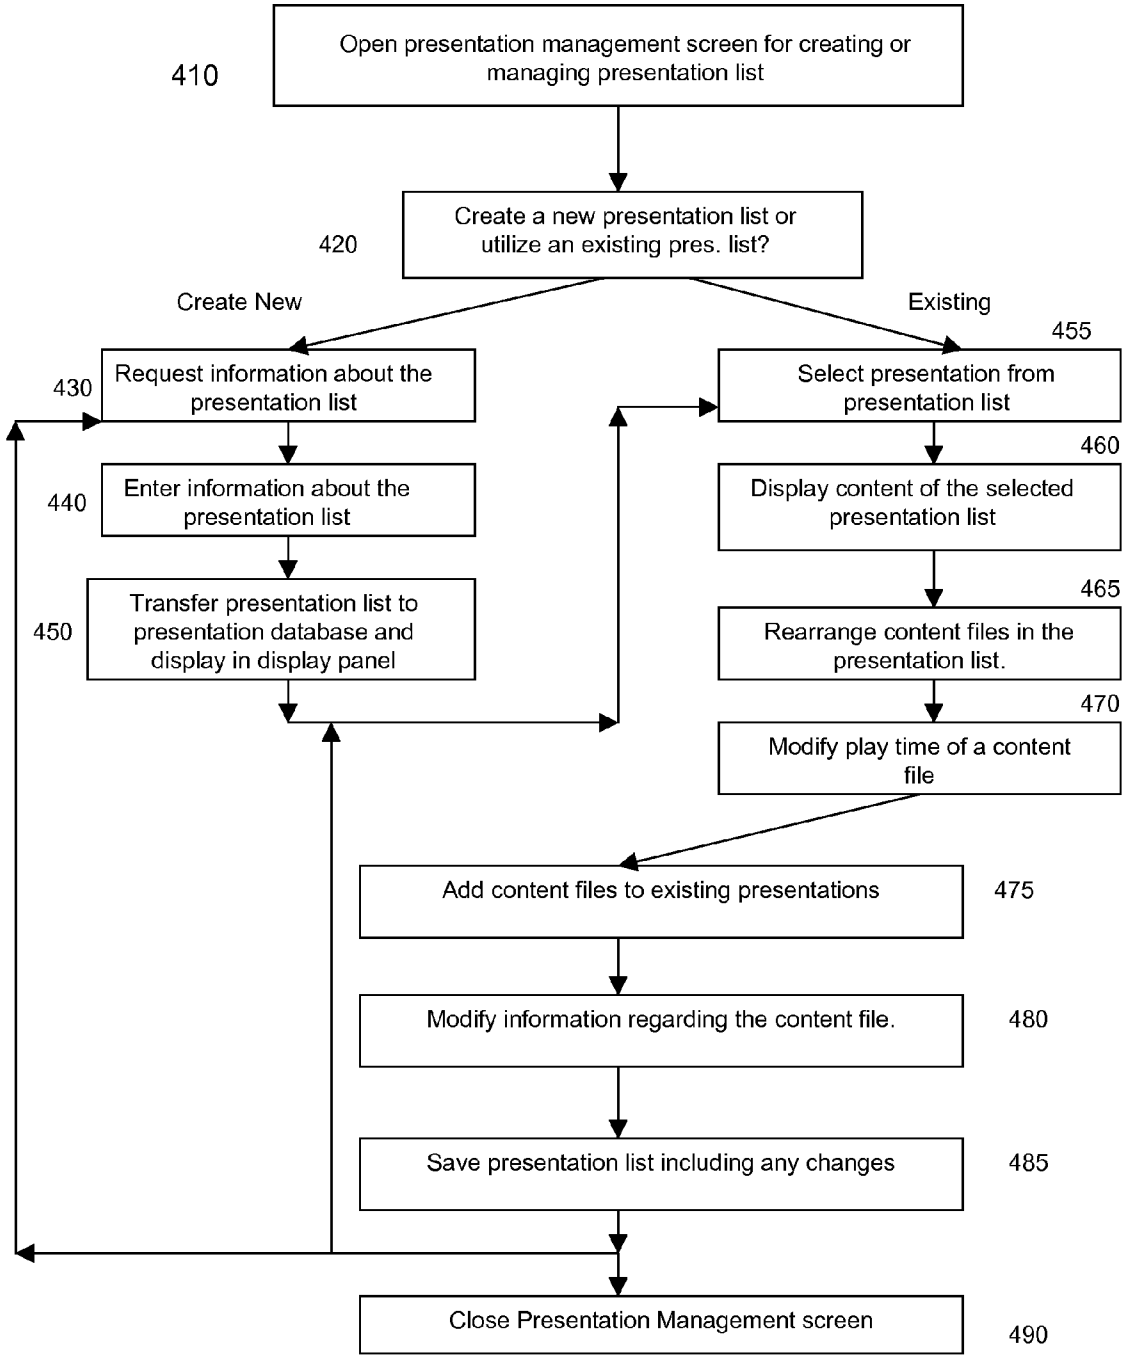 Open presentation management screen for creating or
managing presentation list
410
Create a new presentation list or
utilize an existing pres. list?
420
Create New
Existing
455
Request information about the
presentation list
430
Select presentation from
presentation list
460
Enter information about the
presentation list
440
Display content of the selected
presentation list
465
Transfer presentation list to
presentation database and
display in display panel
450
Rearrange content files in the
presentation list.
470
Modify play time of a content
file
Add content files to existing presentations
475
Modify information regarding the content file.
480
Save presentation list including any changes
485
Close Presentation Management screen
490